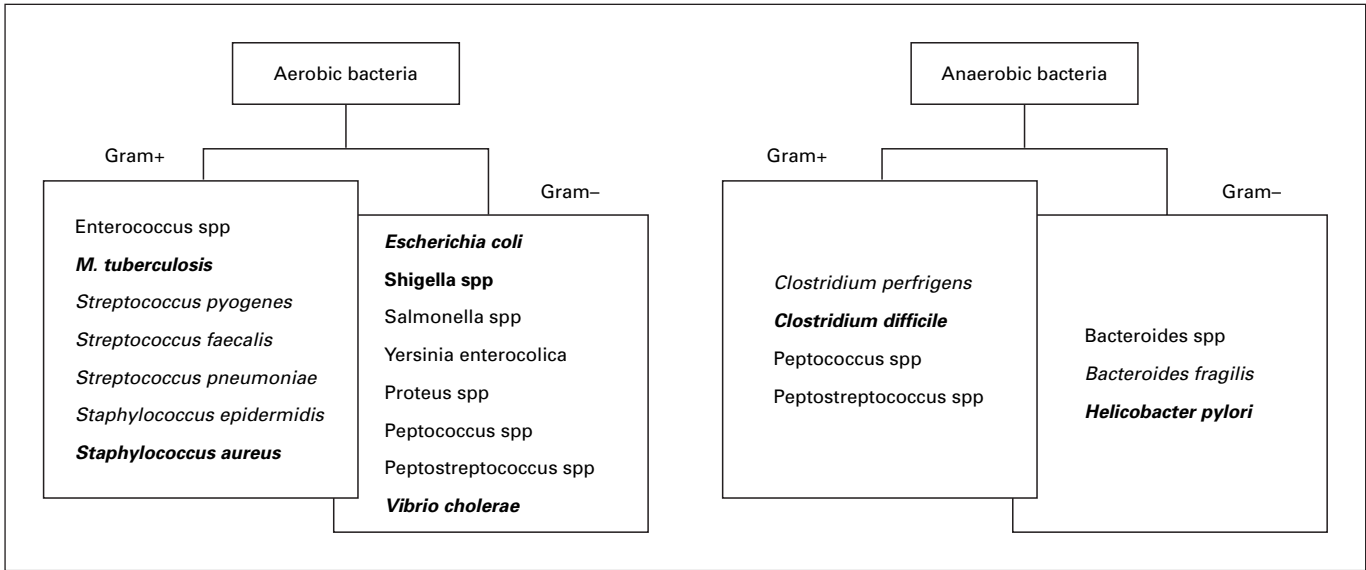 Aerobic bacteria
Gram+
Enterococcus spp
M. tuberculosis
Streptococcus pyogenes
Streptococcus faecalis
Streptococcus pneumoniae
Staphylococcus epidermidis
Staphylococcus aureus
Gram–
Escherichia coli
Shigella spp
Salmonella spp
Yersinia enterocolica
Proteus spp
Peptococcus spp
Peptostreptococcus spp
Vibrio cholerae
Anaerobic bacteria
Gram+
Clostridium perfrigens
Clostridium difficile
Peptococcus spp
Peptostreptococcus spp
Gram–
Bacteroides spp
Bacteroides fragilis
Helicobacter pylori